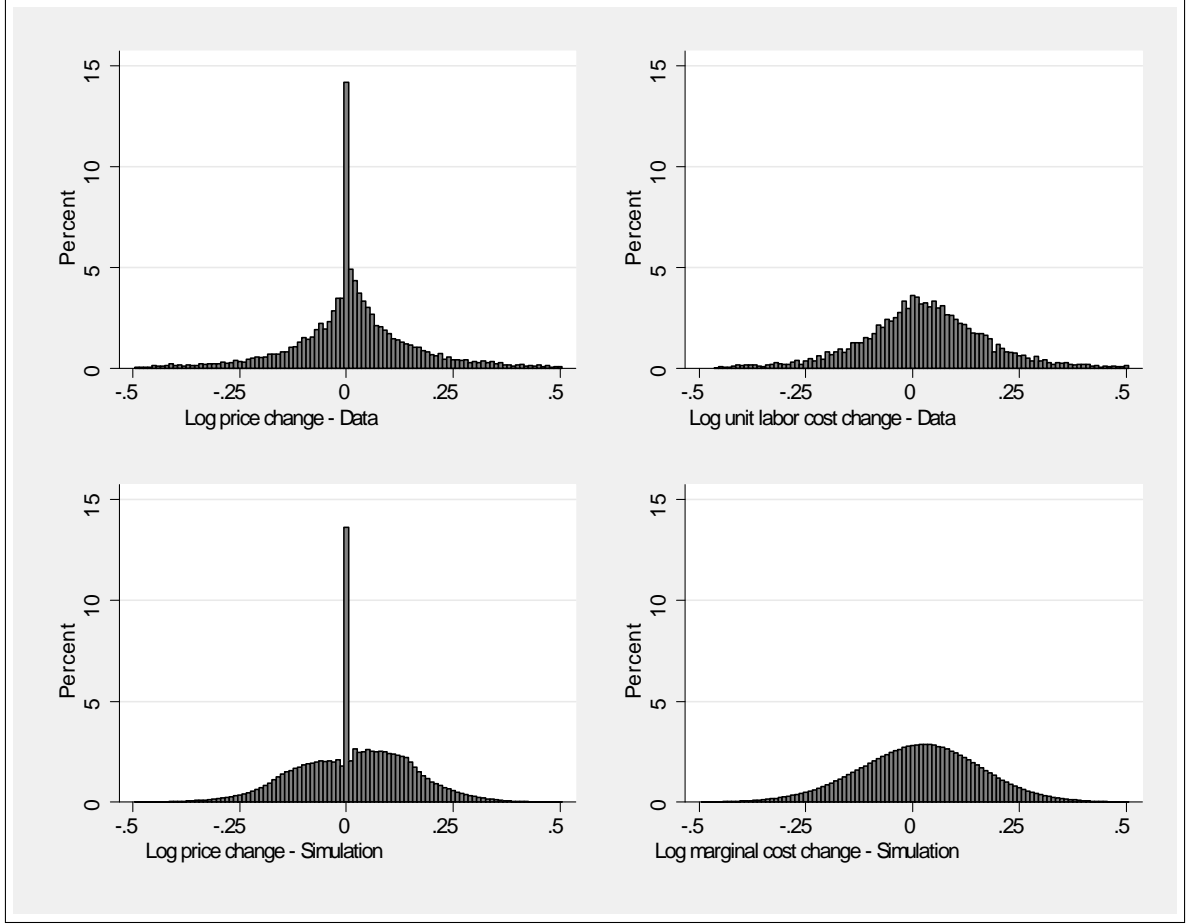 15
10
5
0
Percent
-.5 -.25 0 .25 .5
Log price change - Data
15
10
5
0
Percent
-.5 -.25 0 .25 .5
Log unit labor cost change - Data
15
10
5
0
Percent
-.5 -.25 0 .25 .5
Log price change - Simulation
15
10
5
0
Percent
-.5 -.25 0 .25 .5
Log marginal cost change - Simulation